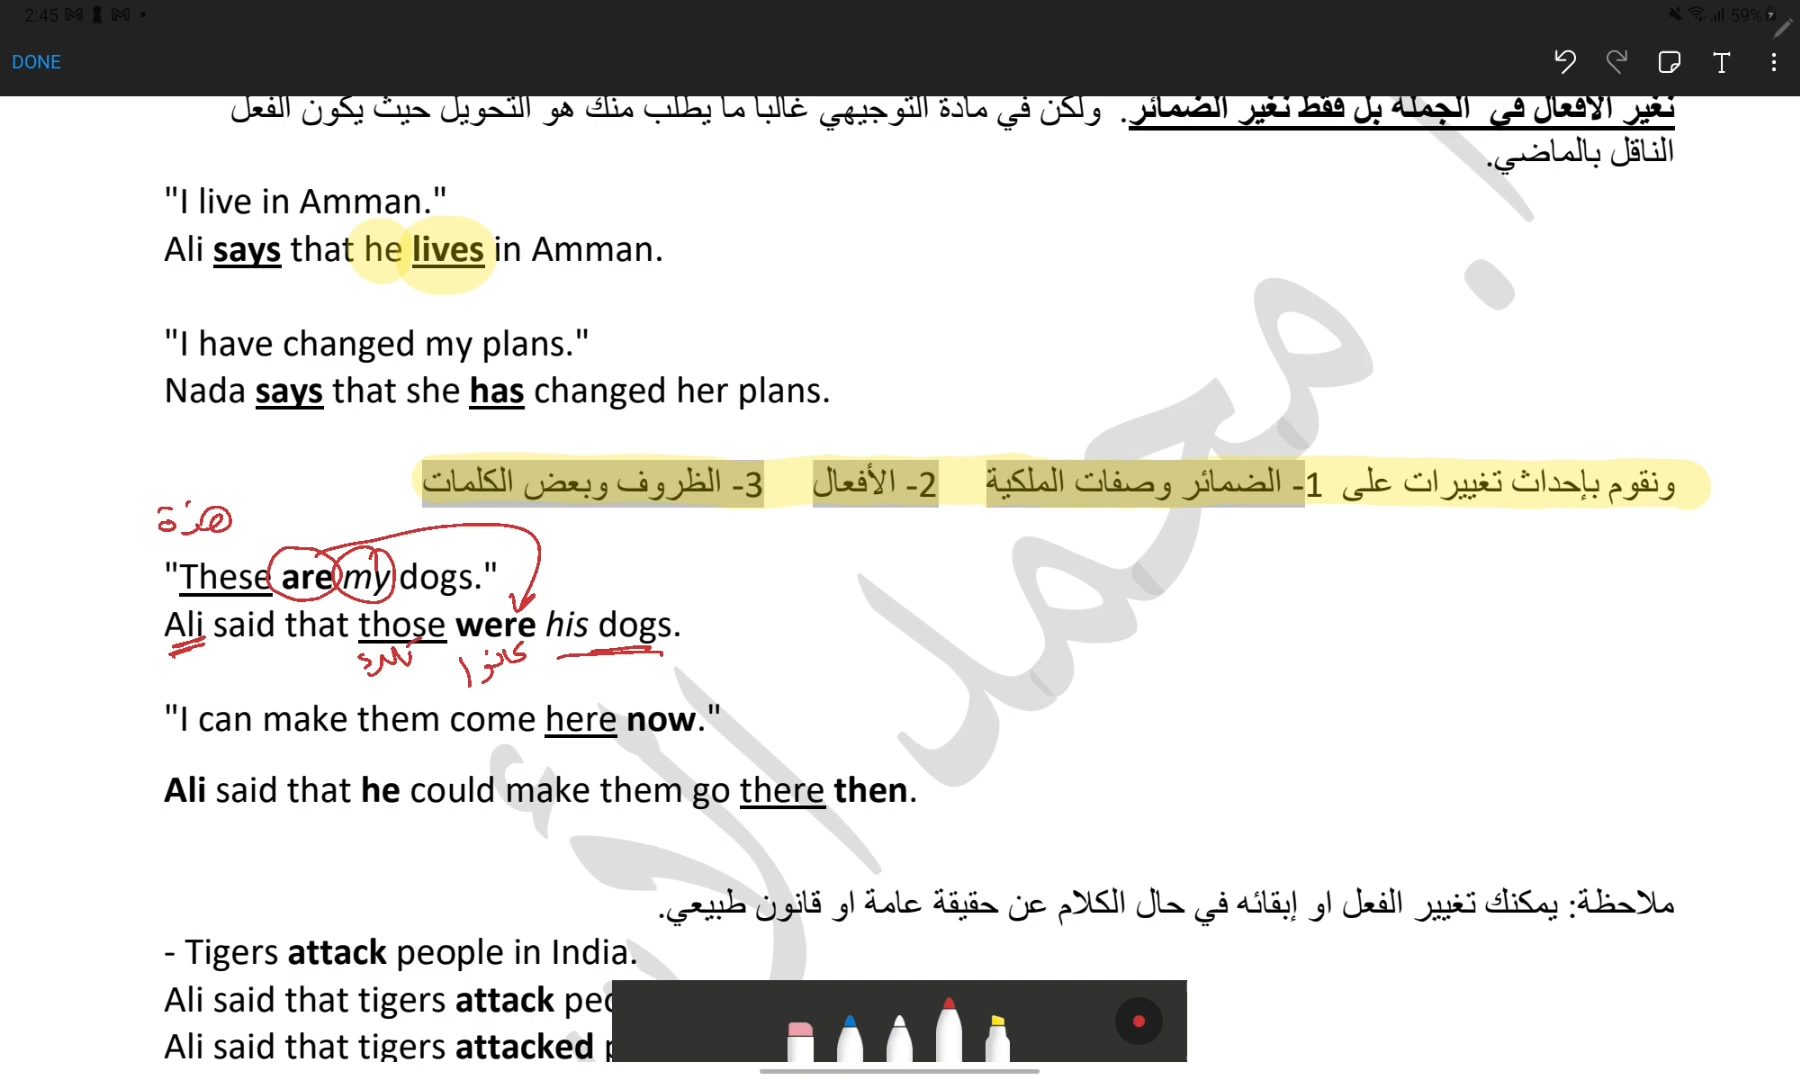 2:45
59%
DONE
T
نغير الأفعال في الجملة بل فقط نغير الضمائر. ولكن في مادة التوجيهي غالبا ما يطلب منك هو التحويل حيث يكون الفعل
الناقل بالماضي.
"I live in Amman."
Ali says that he lives in Amman.
"I have changed my plans."
Nada says that she has changed her plans.
ونقوم بإحداث تغييرات على 1- الضمائر وصفات الملكية 2- الأفعال 3- الظروف وبعض الكلمات
هذة
"These are my dogs."
Ali said that those were his dogs.
كانوا
"I can make them come here now."
Ali said that he could make them go there then.
ملاحظة: يمكنك تغيير الفعل او إبقائه في حال الكلام عن حقيقة عامة او قانون طبيعي.
- Tigers attack people in India.
Ali said that tigers attack peo
Ali said that tigers attacked p